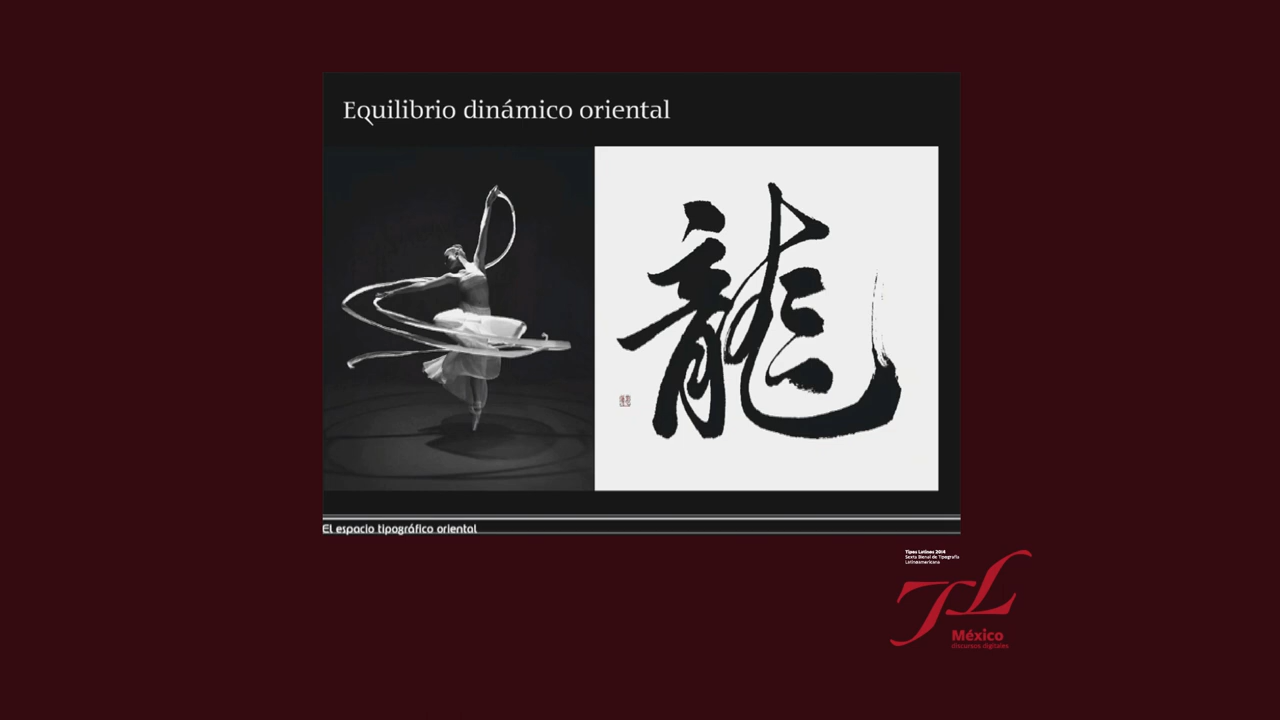 Equilibrio dinámico oriental
龍
El espacio tipográfico oriental
Tipos Latinos 2014
Sexta Bienal de Tipografía
Latinoamericana
TL
México
discursos digitales